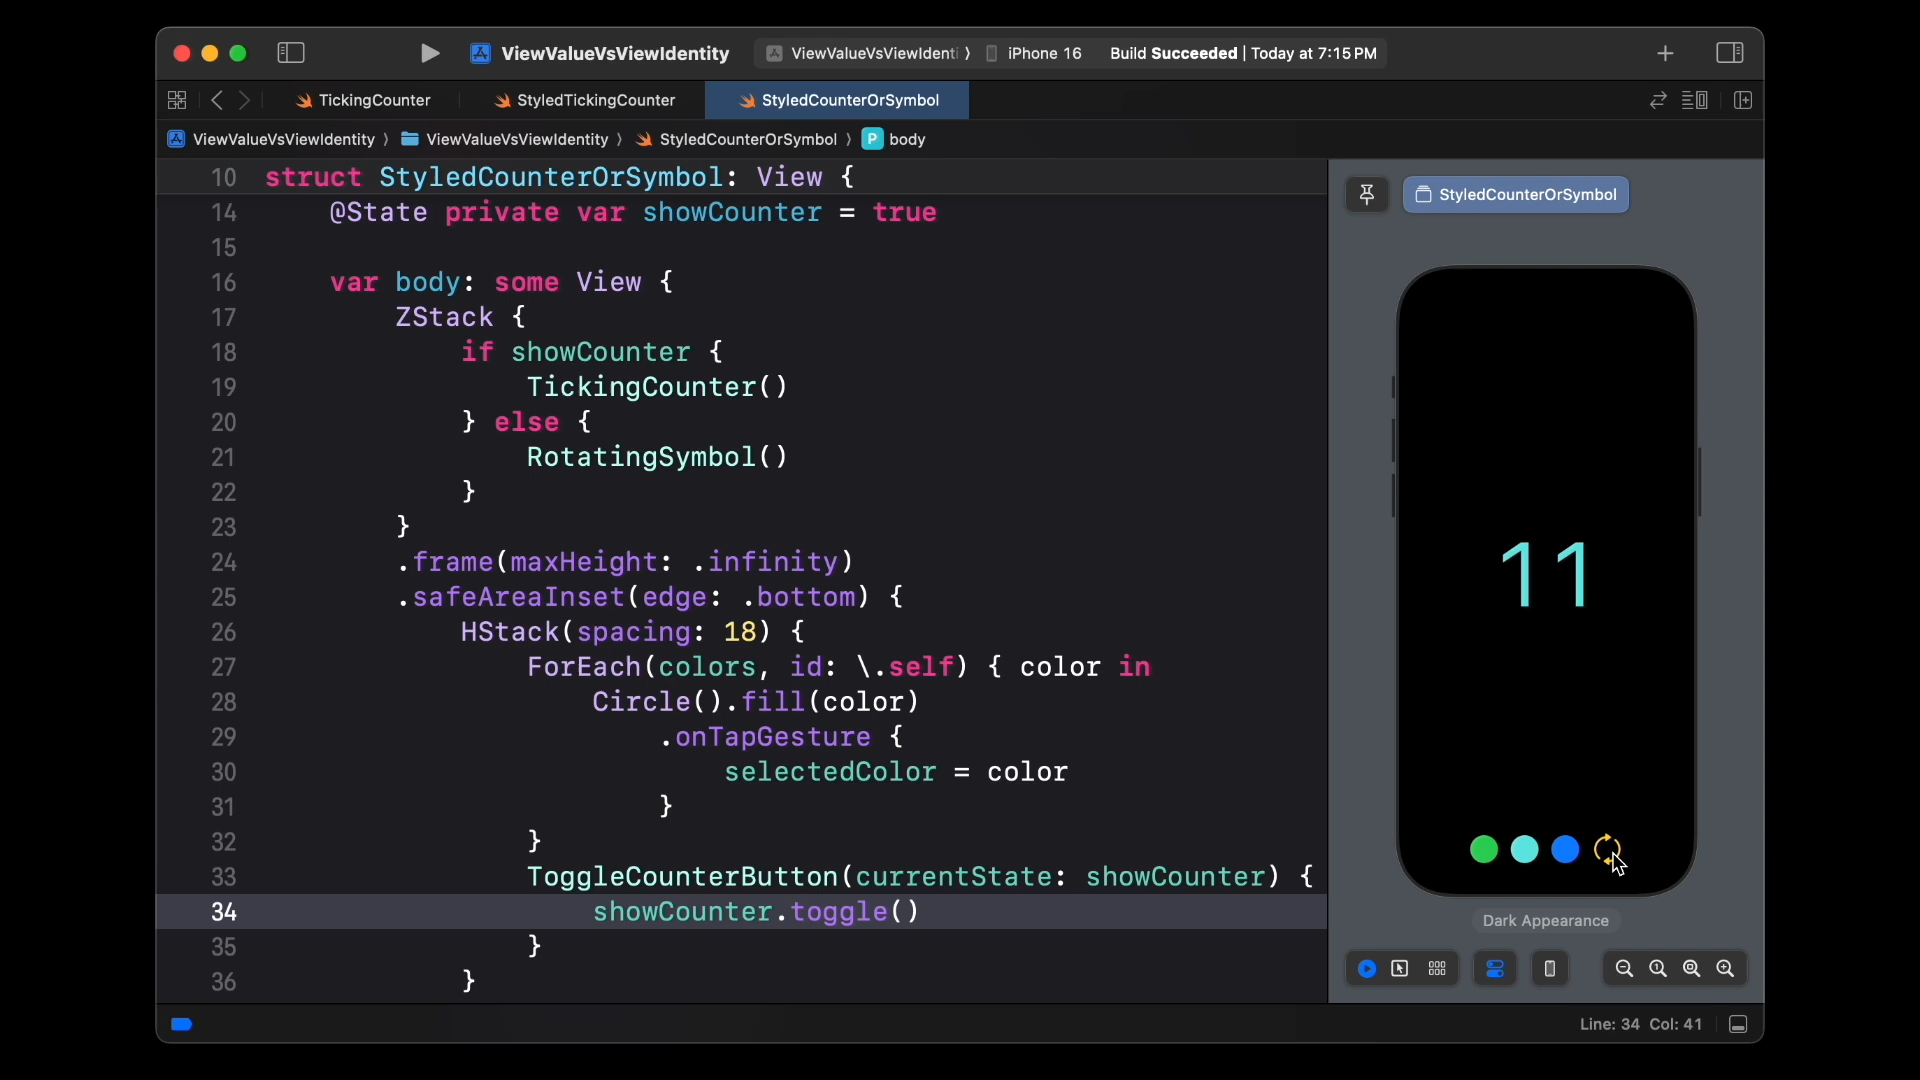 ViewValueVsViewIdentity
ViewValueVsViewIdenti 〉 iPhone 16
Build Succeeded | Today at 7:15 PM
TickingCounter
StyledTickingCounter
StyledCounterOrSymbol
ViewValueVsViewIdentity 〉 ViewValueVsViewIdentity 〉 StyledCounterOrSymbol 〉 P body
10 struct StyledCounterOrSymbol: View {
14 @State private var showCounter = true
15
16 var body: some View {
17 ZStack {
18 if showCounter {
19 TickingCounter()
20 } else {
21 RotatingSymbol()
22 }
23 }
24 .frame(maxHeight: .infinity)
25 .safeAreaInset(edge: .bottom) {
26 HStack(spacing: 18) {
27 ForEach(colors, id: \.self) { color in
28 Circle().fill(color)
29 .onTapGesture {
30 selectedColor = color
31 }
32 }
33 ToggleCounterButton(currentState: showCounter) {
34 showCounter.toggle()
35 }
36 }
StyledCounterOrSymbol
11
Dark Appearance
Line: 34 Col: 41